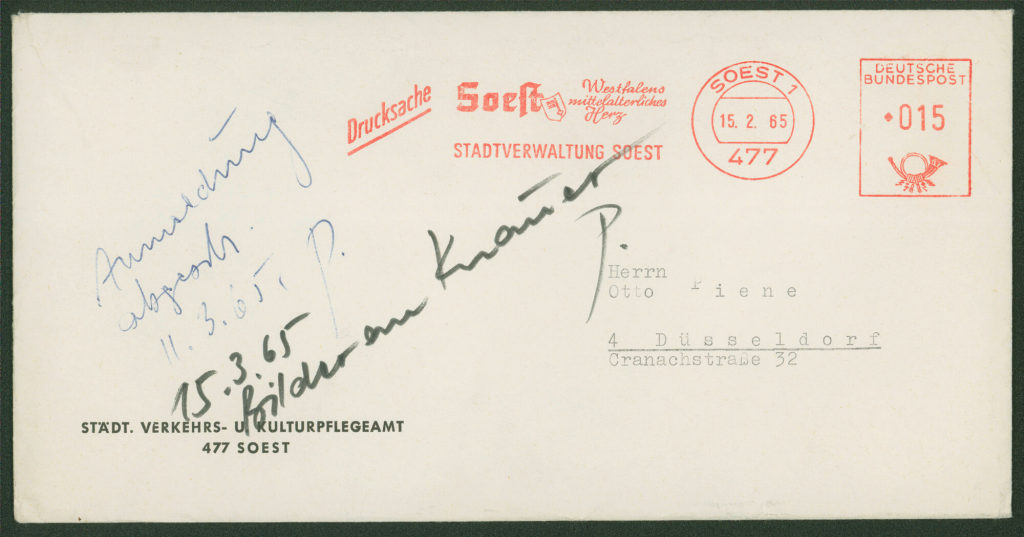 Drucksache
Soest
Westfalens
mittelalterliches
Herz
STADTVERWALTUNG SOEST
SOEST 1
15. 2. 65
477
DEUTSCHE
BUNDESPOST
015
Anmeldung
abgesch.
11. 3. 65. P.
15. 3. 65
Bilder an Knäuer
P.
Herrn
Otto Piene
4 Düsseldorf
Cranachstraße 32
STÄDT. VERKEHRS- U. KULTURPFLEGEAMT
477 SOEST